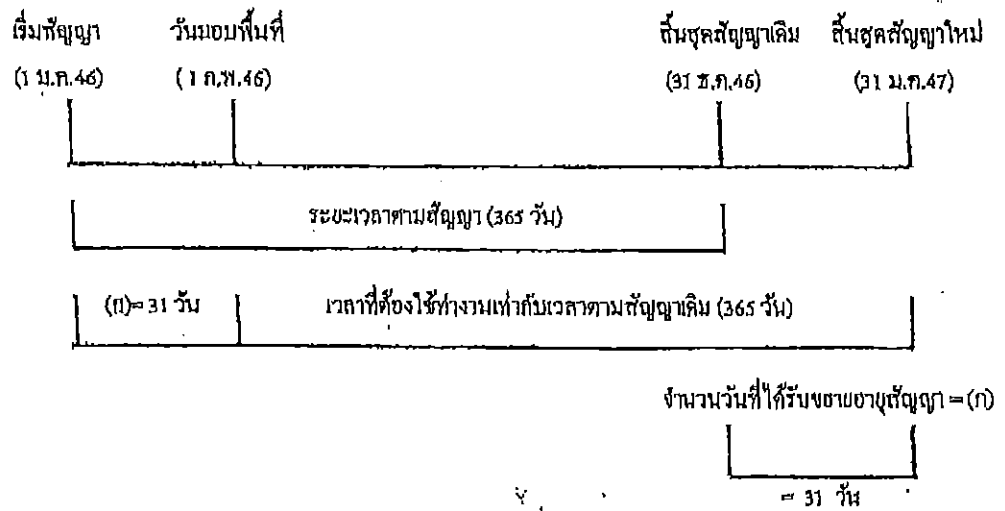 เริ่มสัญญา วันมอบพื้นที่ สิ้นสุดสัญญาเดิม สิ้นสุดสัญญาใหม่
(1 ม.ค.46) (1 ก.พ.46) (31 ธ.ค.46) (31 ม.ค.47)
ระยะเวลาตามสัญญา (365 วัน)
(ก)= 31 วัน เวลาที่ต้องใช้ทำงานเท่ากับเวลาตามสัญญาเดิม (365 วัน)
จำนวนวันที่ได้รับขยายอายุสัญญา = (ก)
= 31 วัน